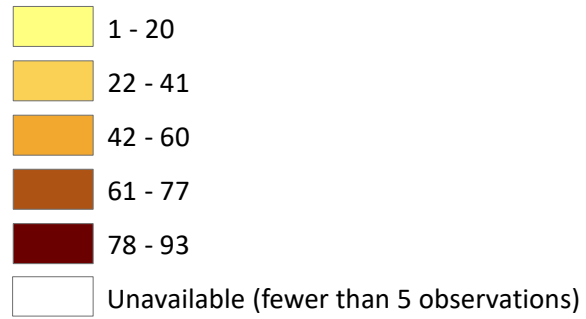 1 - 20
22 - 41
42 - 60
61 - 77
78 - 93
Unavailable (fewer than 5 observations)